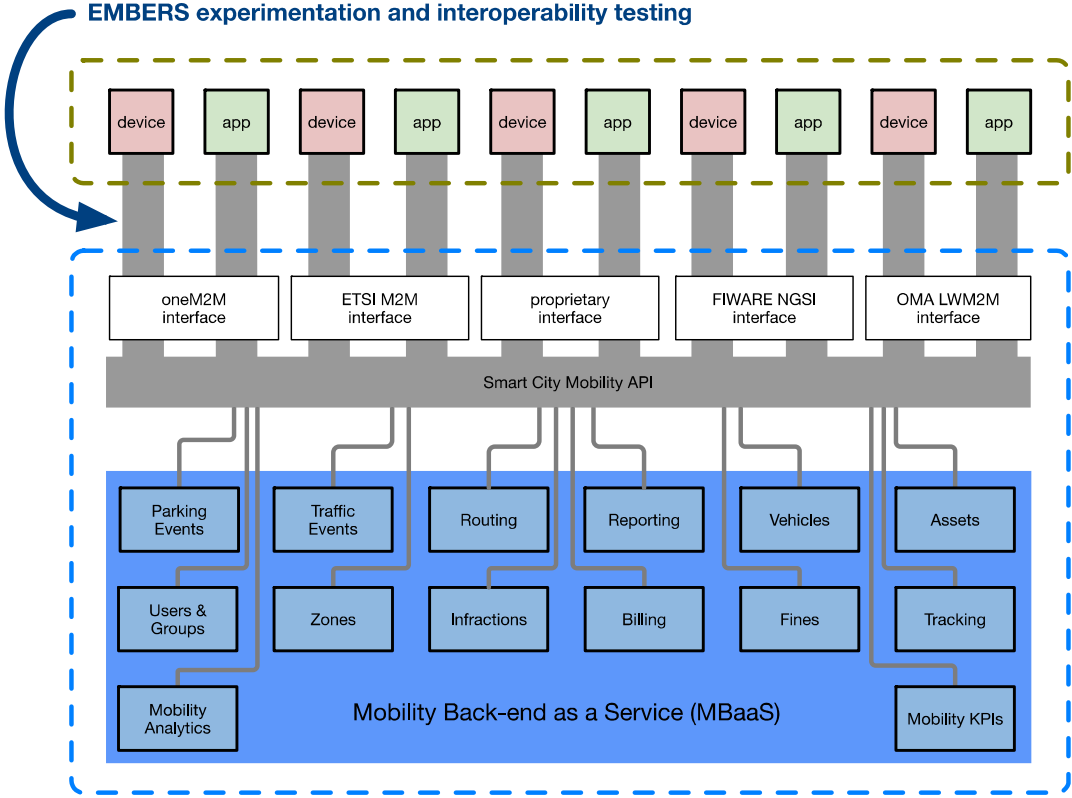 EMBERS experimentation and interoperability testing
device app device app device app device app device app
oneM2M
interface
ETSI M2M
interface
proprietary
interface
FIWARE NGSI
interface
OMA LWM2M
interface
Smart City Mobility API
Parking
Events
Traffic
Events
Routing
Reporting
Vehicles
Assets
Users &
Groups
Zones
Infractions
Billing
Fines
Tracking
Mobility
Analytics
Mobility Back-end as a Service (MBaaS)
Mobility KPIs